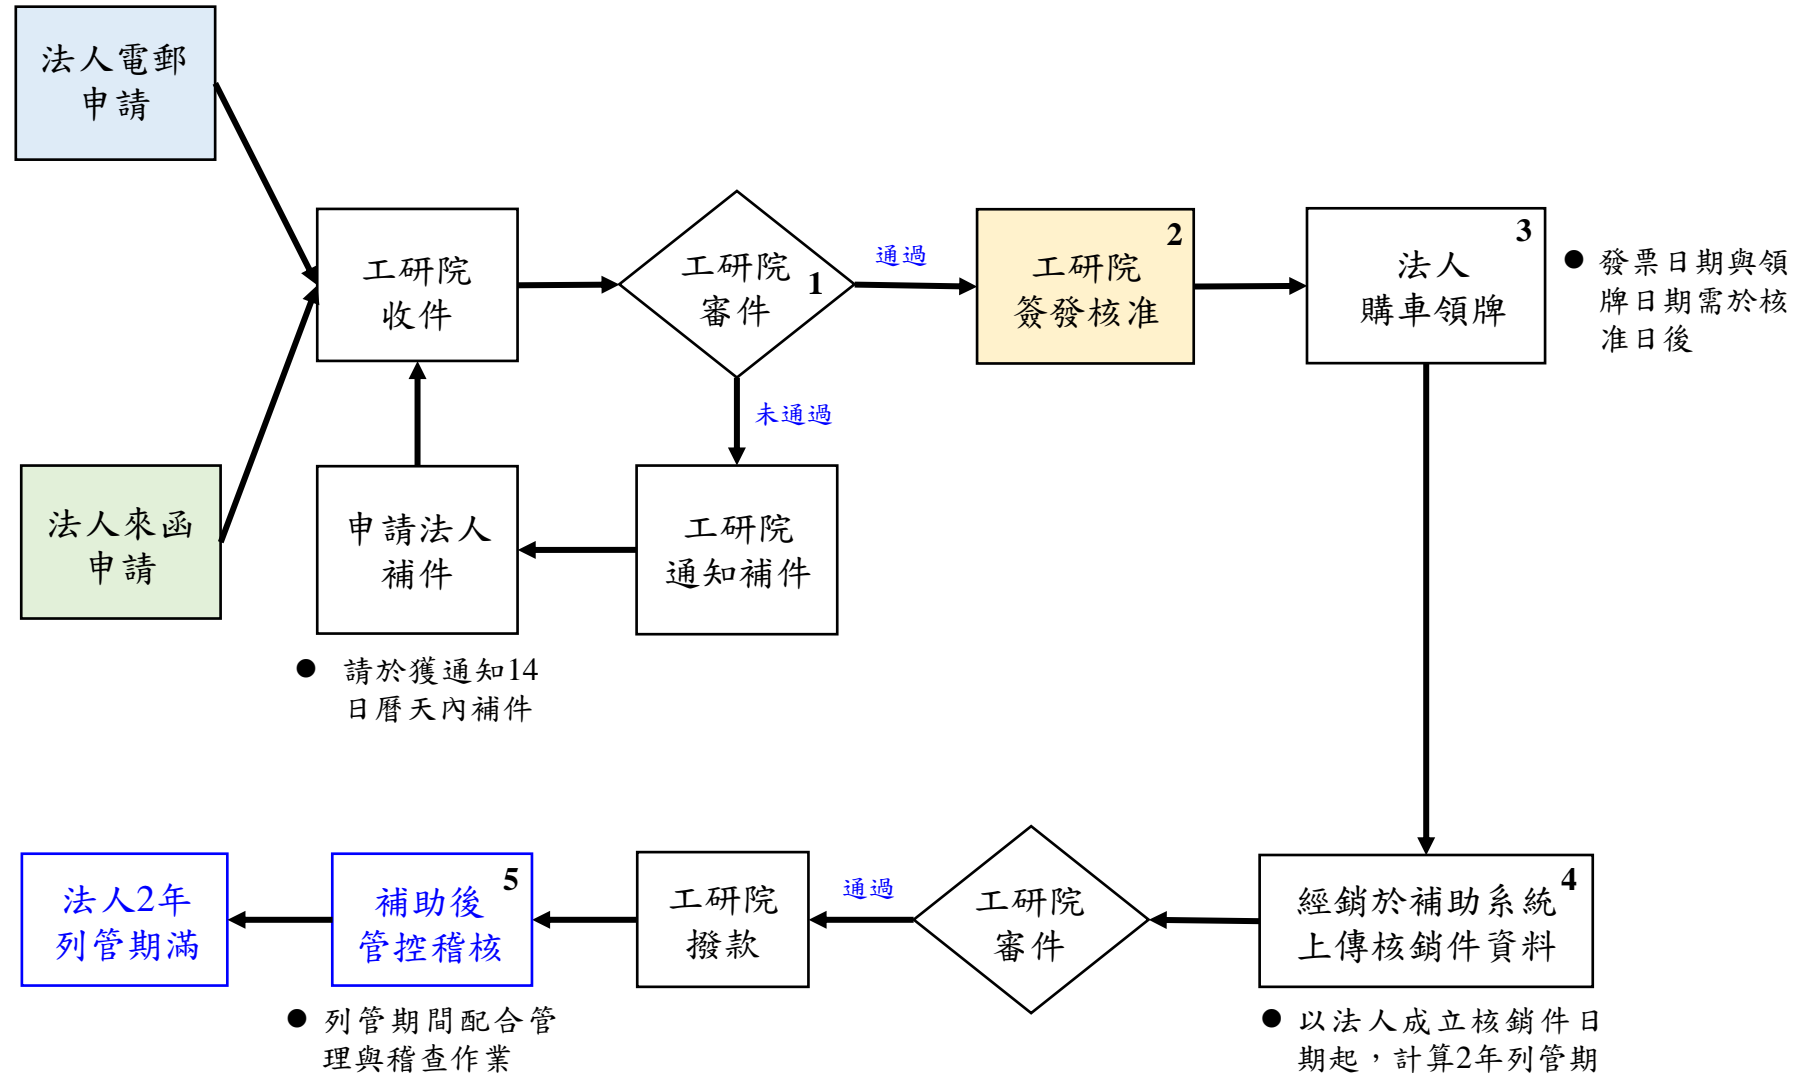 法人電郵
申請
工研院
收件
工研院
審件
1
通過
2
工研院
簽發核准
3
法人
購車領牌
● 發票日期與領
牌日期需於核
准日後
未通過
法人來函
申請
申請法人
補件
工研院
通知補件
● 請於獲通知14
日曆天內補件
法人2年
列管期滿
5
補助後
管控稽核
工研院
撥款
通過
工研院
審件
4
經銷於補助系統
上傳核銷件資料
● 列管期間配合管
理與稽查作業
● 以法人成立核銷件日
期起，計算2年列管期